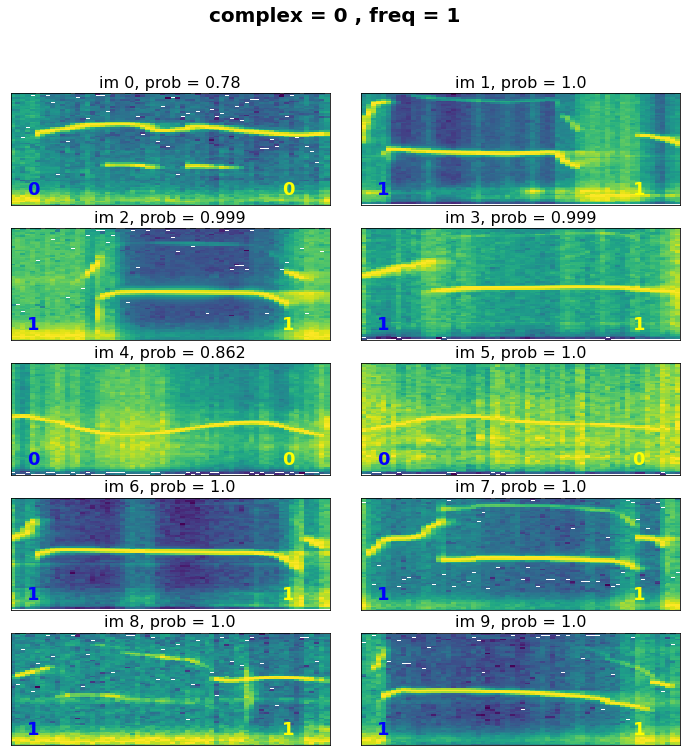 complex = 0 , freq = 1
im 0, prob = 0.78
im 1, prob = 1.0
0 0
1 1
im 2, prob = 0.999
im 3, prob = 0.999
1 1
1 1
im 4, prob = 0.862
im 5, prob = 1.0
0 0
0 0
im 6, prob = 1.0
im 7, prob = 1.0
1 1
1 1
im 8, prob = 1.0
im 9, prob = 1.0
1 1
1 1